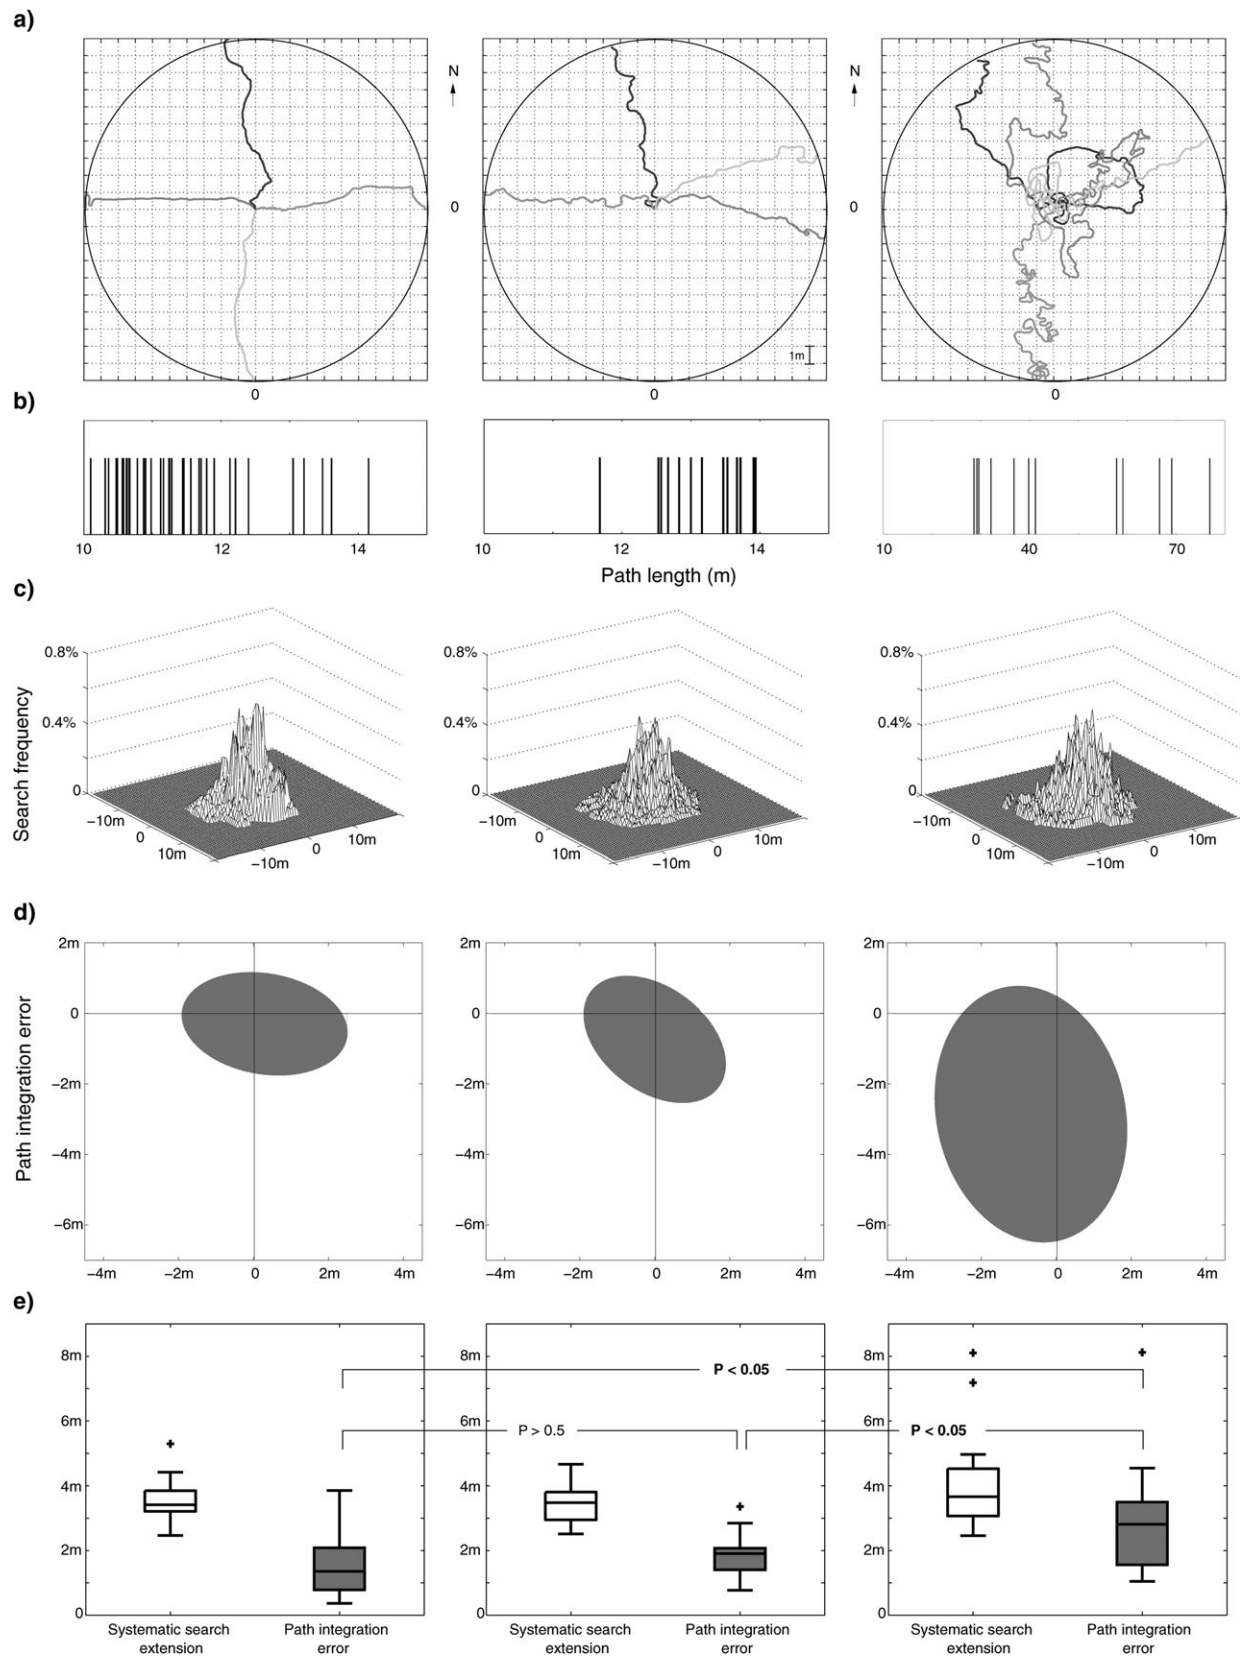 a)
N
N
0
0
1m
0
0
0
b)
10
12
14
10
12
14
10
40
70
Path length (m)
c)
Search frequency
0.8%
0.4%
0
−10m
0
10m
−10m
0
10m
0.8%
0.4%
0
−10m
0
10m
−10m
0
10m
0.8%
0.4%
0
−10m
0
10m
−10m
0
10m
d)
Path integration error
2m
0
−2m
−4m
−6m
−4m
−2m
0
2m
4m
2m
0
−2m
−4m
−6m
−4m
−2m
0
2m
4m
2m
0
−2m
−4m
−6m
−4m
−2m
0
2m
4m
e)
8m
6m
4m
2m
0
8m
6m
4m
2m
0
8m
6m
4m
2m
0
P < 0.05
P > 0.5
P < 0.05
Systematic search
extension
Path integration
error
Systematic search
extension
Path integration
error
Systematic search
extension
Path integration
error